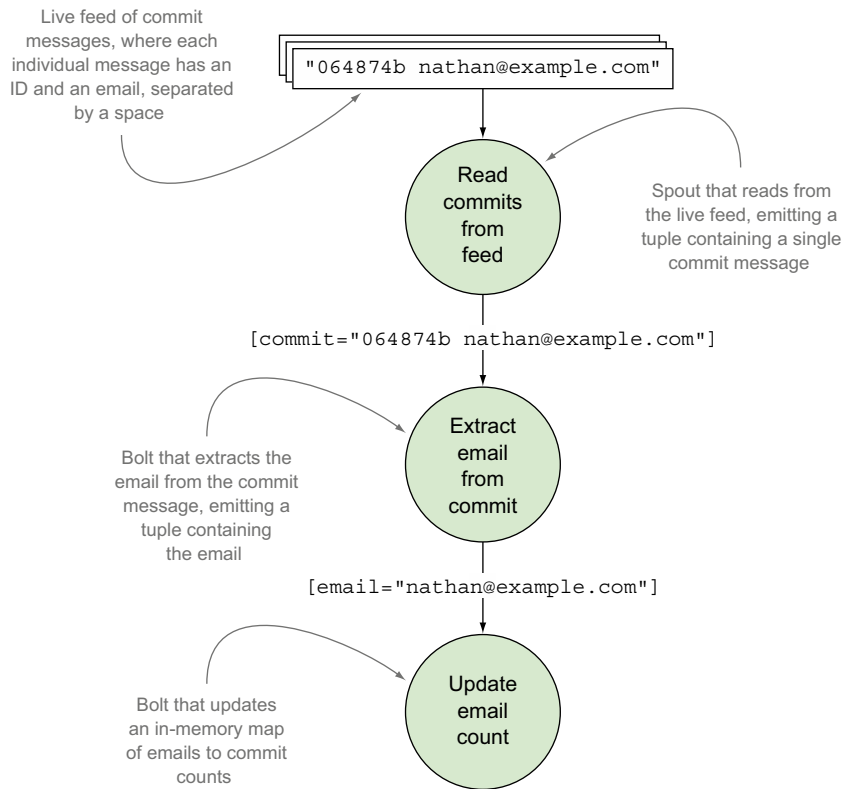 Live feed of commit
messages, where each
individual message has an
ID and an email, separated
by a space
"064874b nathan@example.com"
Read
commits
from
feed
Spout that reads from
the live feed, emitting a
tuple containing a single
commit message
[commit="064874b nathan@example.com"]
Extract
email
from
commit
Bolt that extracts the
email from the commit
message, emitting a
tuple containing
the email
[email="nathan@example.com"]
Update
email
count
Bolt that updates
an in-memory map
of emails to commit
counts